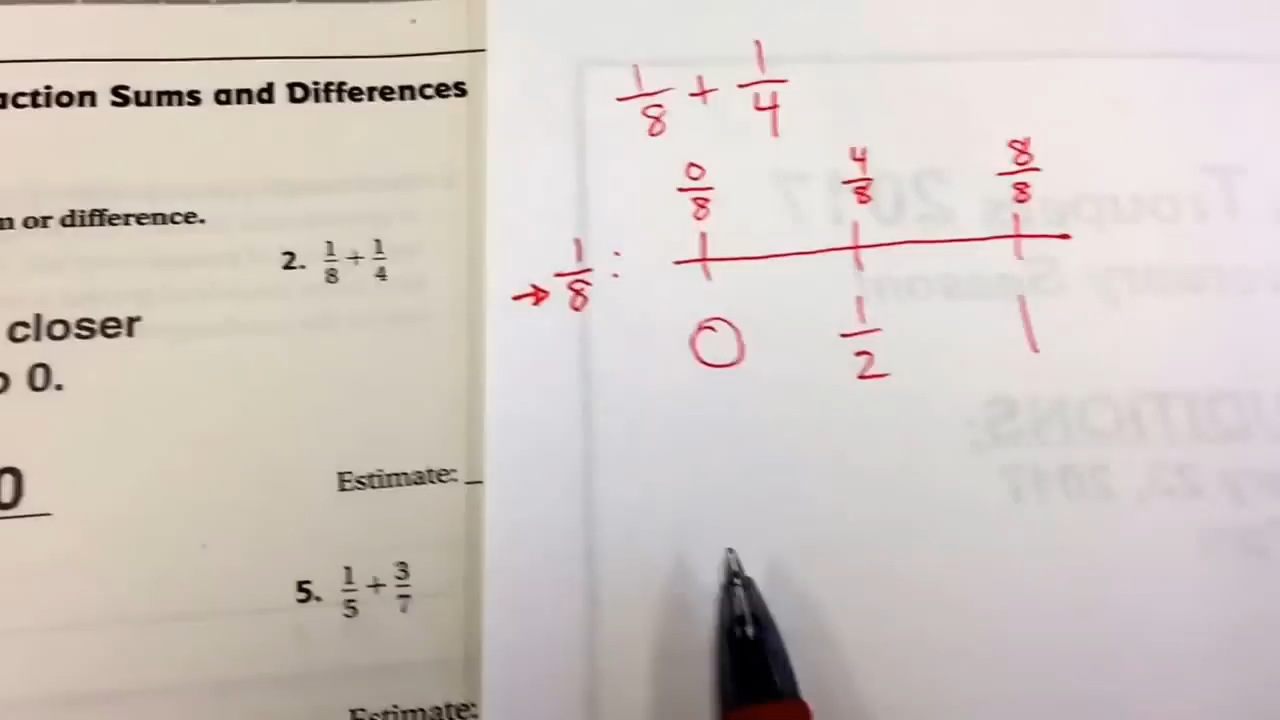 action Sums and Differences
n or difference.
2. 1/8 + 1/4
closer
o 0.
0
Estimate: _
5. 1/5 + 3/7
Estimate:
1/8 + 1/4
0/8 4/8 8/8
→ 1/8 :
0 1/2 1